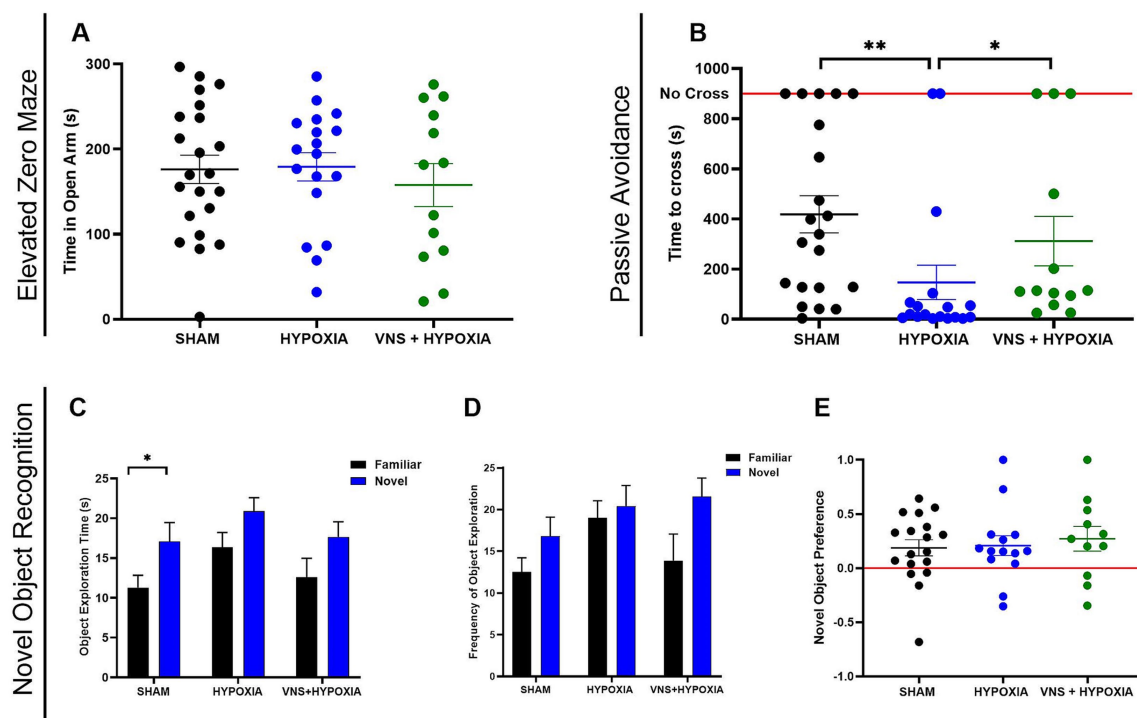 Elevated Zero Maze
A
Time in Open Arm (s)
300
200
100
0
SHAM
HYPOXIA
VNS + HYPOXIA
Passive Avoidance
B
**
*
Time to cross (s)
1000
No Cross
800
600
400
200
0
SHAM
HYPOXIA
VNS + HYPOXIA
Novel Object Recognition
C
*
Familiar
Novel
Object Exploration Time (s)
25
20
15
10
5
0
SHAM
HYPOXIA
VNS+HYPOXIA
D
Familiar
Novel
Frequency of Object Exploration
25
20
15
10
5
0
SHAM
HYPOXIA
VNS+HYPOXIA
E
Novel Object Preference
1.0
0.5
0.0
-0.5
-1.0
SHAM
HYPOXIA
VNS + HYPOXIA